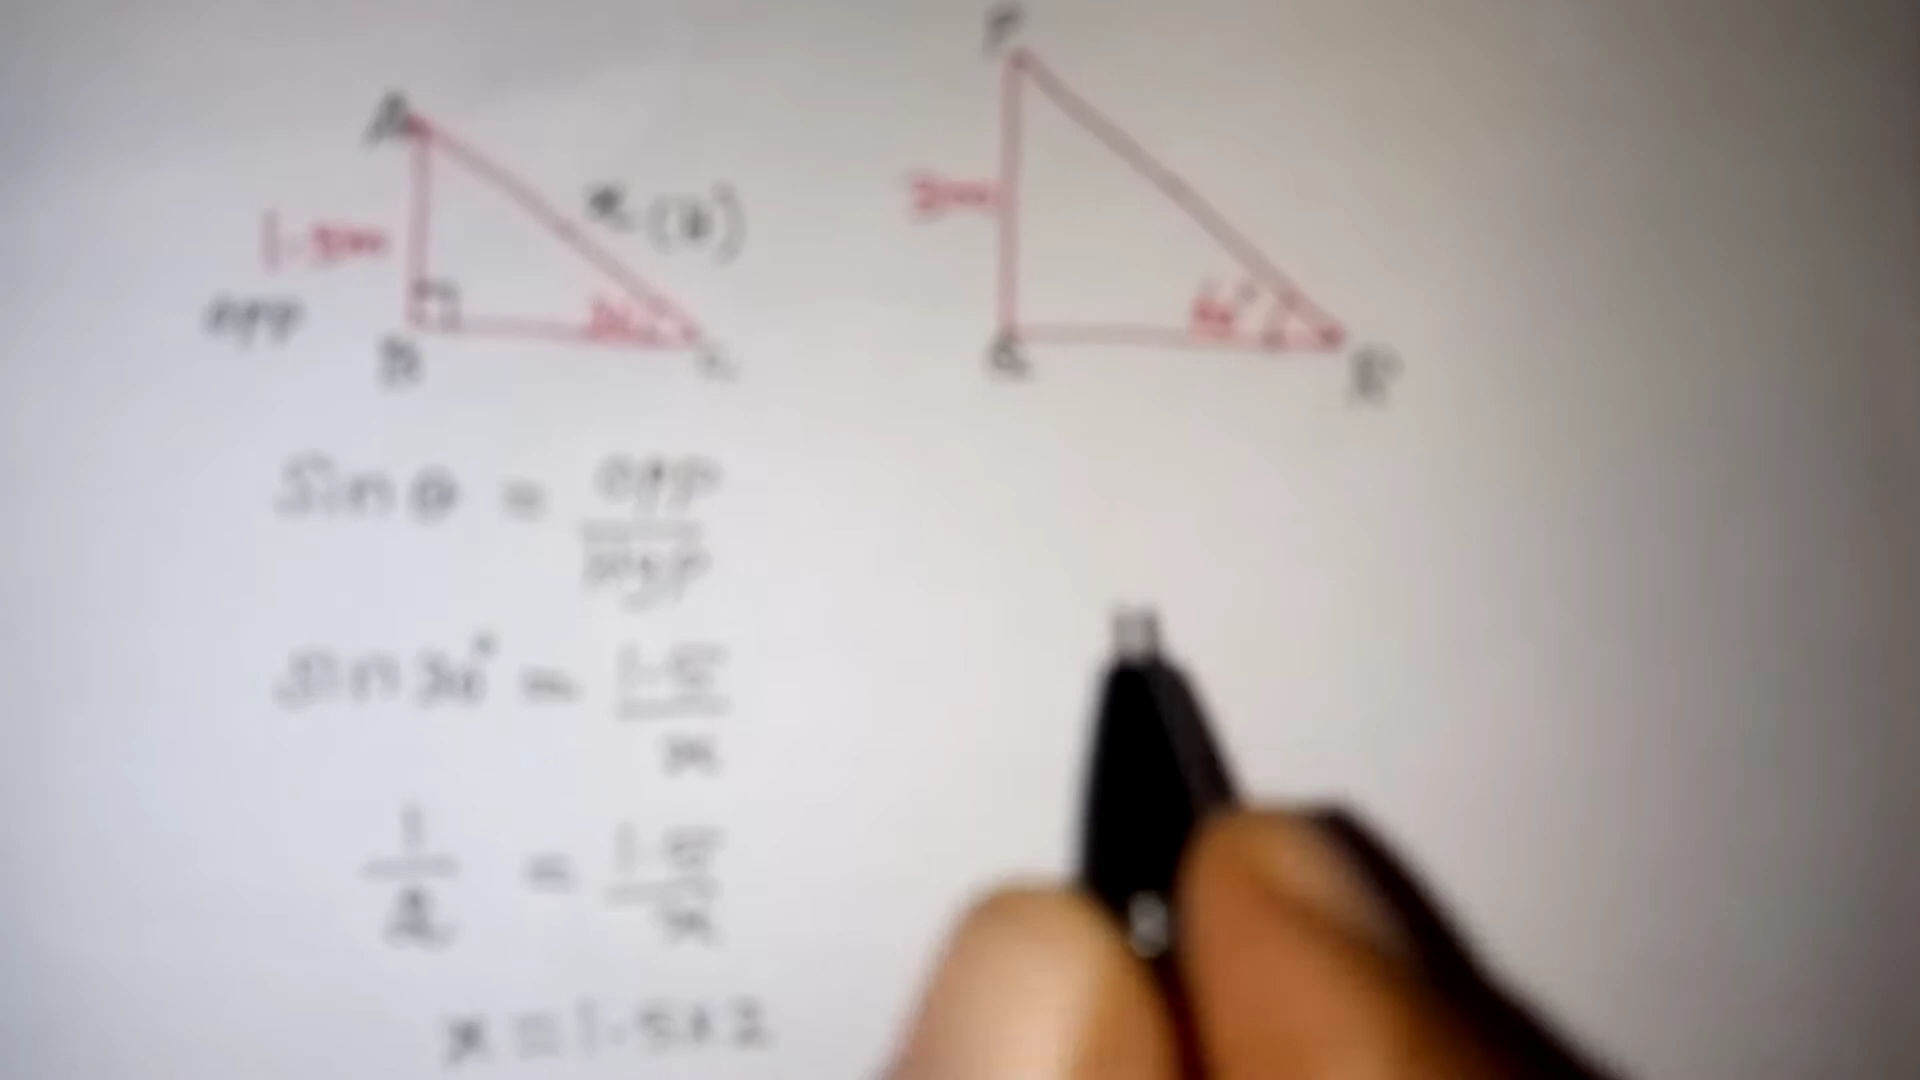 A
1.5m
x (h)
opp
30°
B
C
P
3m
60°
Q
R
Sin θ = opp/hyp
Sin 30° = 1.5/x
1/2 = 1.5/x
x = 1.5 x 2